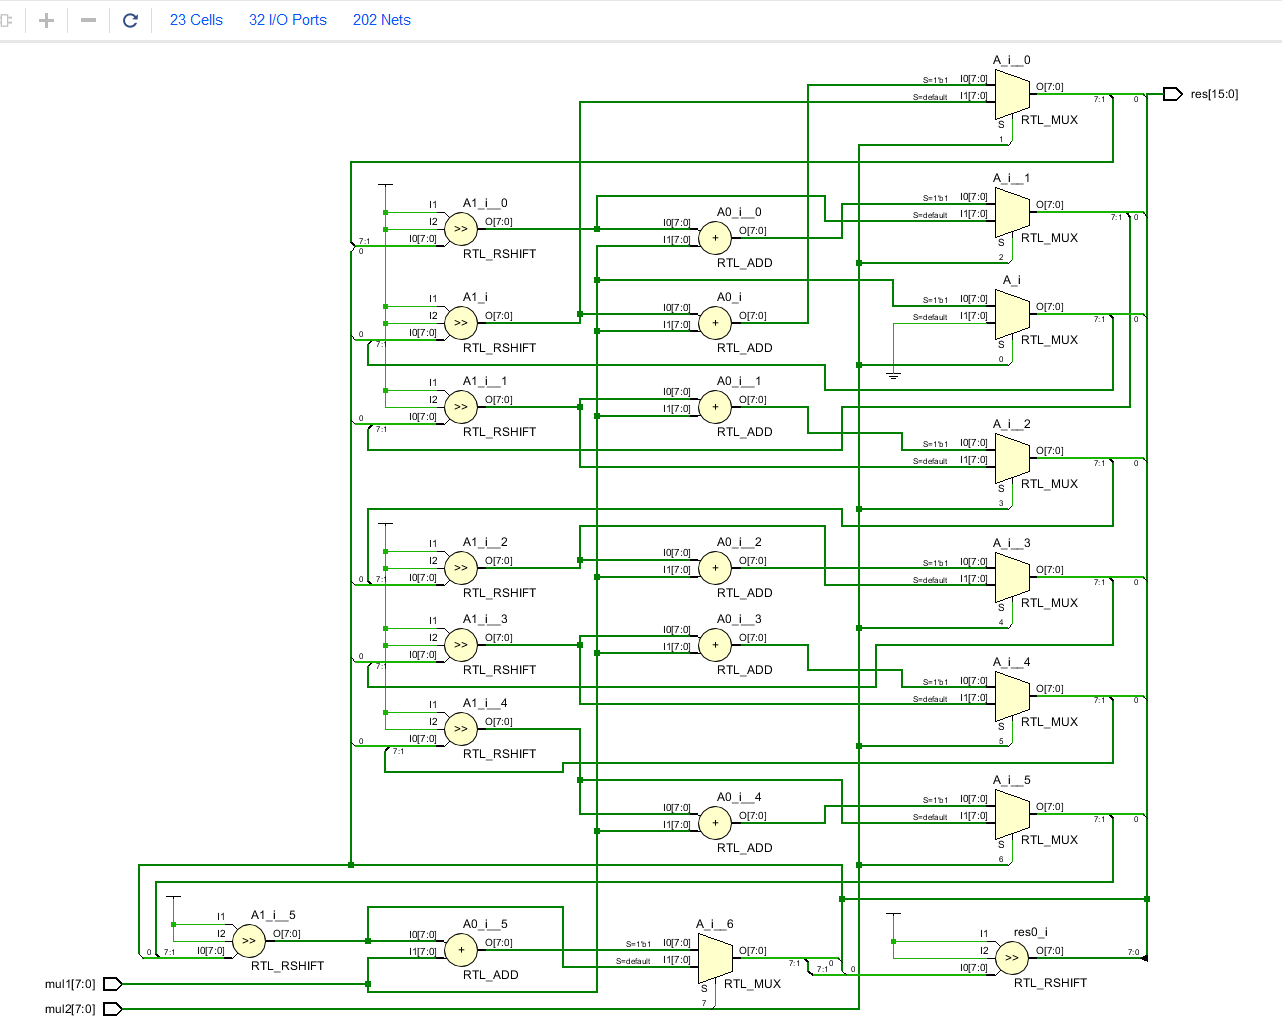 23 Cells 32 I/O Ports 202 Nets
A_i__0
S=1'b1 I0[7:0]
S=default I1[7:0]
O[7:0]
7:1 0
res[15:0]
S
RTL_MUX
1
A_i__1
S=1'b1 I0[7:0]
S=default I1[7:0]
O[7:0]
7:1 0
S
RTL_MUX
2
A1_i__0
I1
I2
I0[7:0]
O[7:0]
>>
RTL_RSHIFT
7:1
0
A0_i__0
I0[7:0]
I1[7:0]
O[7:0]
+
RTL_ADD
A_i
S=1'b1 I0[7:0]
S=default I1[7:0]
O[7:0]
7:1 0
S
RTL_MUX
0
A1_i
I1
I2
I0[7:0]
O[7:0]
>>
RTL_RSHIFT
0
7:1
A0_i
I0[7:0]
I1[7:0]
O[7:0]
+
RTL_ADD
A1_i__1
I1
I2
I0[7:0]
O[7:0]
>>
RTL_RSHIFT
0
7:1
A0_i__1
I0[7:0]
I1[7:0]
O[7:0]
+
RTL_ADD
A_i__2
S=1'b1 I0[7:0]
S=default I1[7:0]
O[7:0]
7:1 0
S
RTL_MUX
3
A1_i__2
I1
I2
I0[7:0]
O[7:0]
>>
RTL_RSHIFT
0 7:1
A0_i__2
I0[7:0]
I1[7:0]
O[7:0]
+
RTL_ADD
A_i__3
S=1'b1 I0[7:0]
S=default I1[7:0]
O[7:0]
7:1 0
S
RTL_MUX
4
A1_i__3
I1
I2
I0[7:0]
O[7:0]
>>
RTL_RSHIFT
0
7:1
A0_i__3
I0[7:0]
I1[7:0]
O[7:0]
+
RTL_ADD
A_i__4
S=1'b1 I0[7:0]
S=default I1[7:0]
O[7:0]
7:1 0
S
RTL_MUX
5
A1_i__4
I1
I2
I0[7:0]
O[7:0]
>>
RTL_RSHIFT
0
7:1
A0_i__4
I0[7:0]
I1[7:0]
O[7:0]
+
RTL_ADD
A_i__5
S=1'b1 I0[7:0]
S=default I1[7:0]
O[7:0]
7:1 0
S
RTL_MUX
6
A1_i__5
I1
I2
I0[7:0]
O[7:0]
>>
RTL_RSHIFT
0 7:1
A0_i__5
I0[7:0]
I1[7:0]
O[7:0]
+
RTL_ADD
A_i__6
S=1'b1 I0[7:0]
S=default I1[7:0]
O[7:0]
7:1 0
7:1 0
S
RTL_MUX
7
res0_i
I1
I2
I0[7:0]
O[7:0]
>>
RTL_RSHIFT
7:0
mul1[7:0]
mul2[7:0]